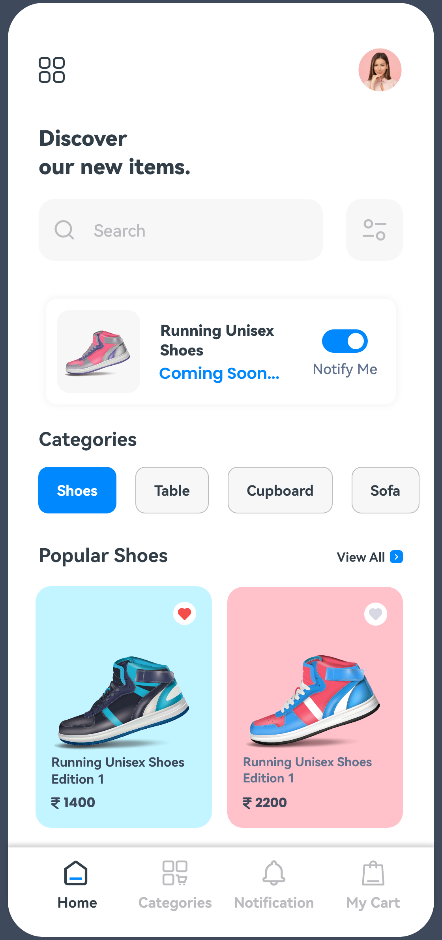 Discover
our new items.
Search
Running Unisex
Shoes
Coming Soon...
Notify Me
Categories
Shoes
Table
Cupboard
Sofa
Popular Shoes
View All
Running Unisex Shoes
Edition 1
₹ 1400
Running Unisex Shoes
Edition 1
₹ 2200
Home
Categories
Notification
My Cart